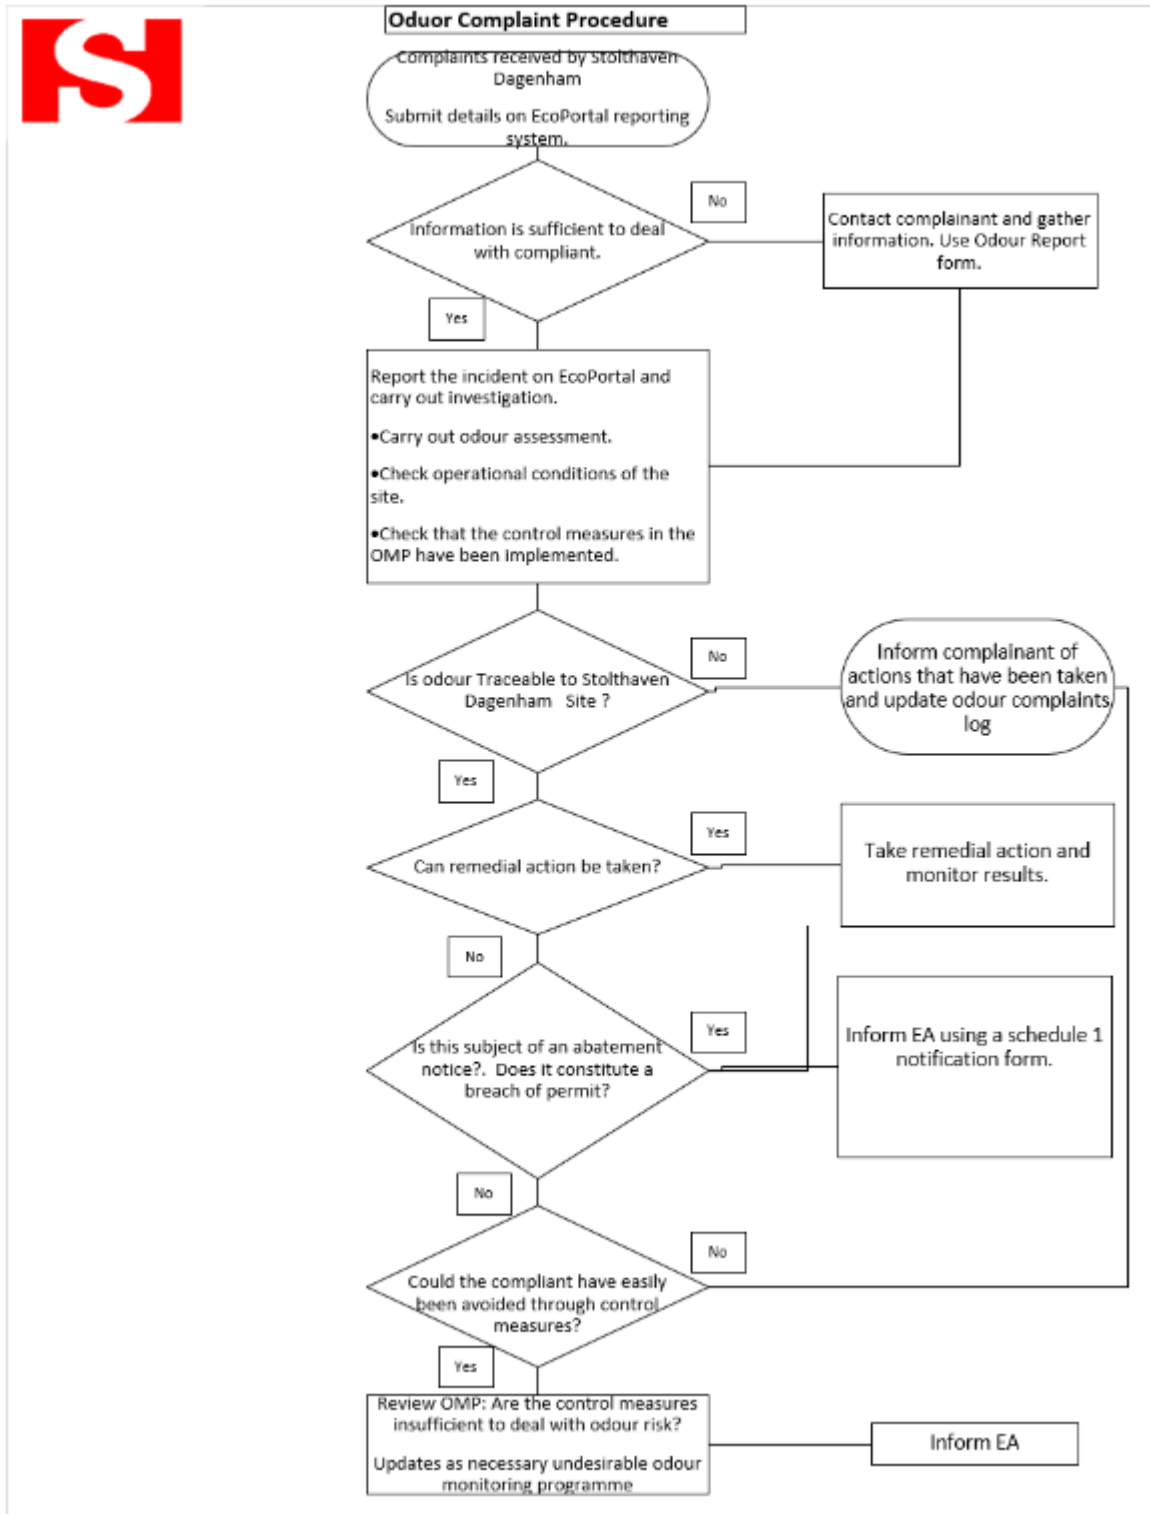 Oduor Complaint Procedure
Complaints received by Stolthaven
Dagenham
Submit details on EcoPortal reporting
system.
No
Information is sufficient to deal
with compliant.
Contact complainant and gather
information. Use Odour Report
form.
Yes
Report the incident on EcoPortal and
carry out investigation.
•Carry out odour assessment.
•Check operational conditions of the
site.
•Check that the control measures in the
OMP have been implemented.
No
Is odour Traceable to Stolthaven
Dagenham Site ?
Inform complainant of
actions that have been taken
and update odour complaints
log
Yes
Yes
Can remedial action be taken?
Take remedial action and
monitor results.
No
Yes
Is this subject of an abatement
notice?. Does it constitute a
breach of permit?
Inform EA using a schedule 1
notification form.
No
No
Could the compliant have easily
been avoided through control
measures?
Yes
Review OMP: Are the control measures
insufficient to deal with odour risk?
Updates as necessary undesirable odour
monitoring programme
Inform EA